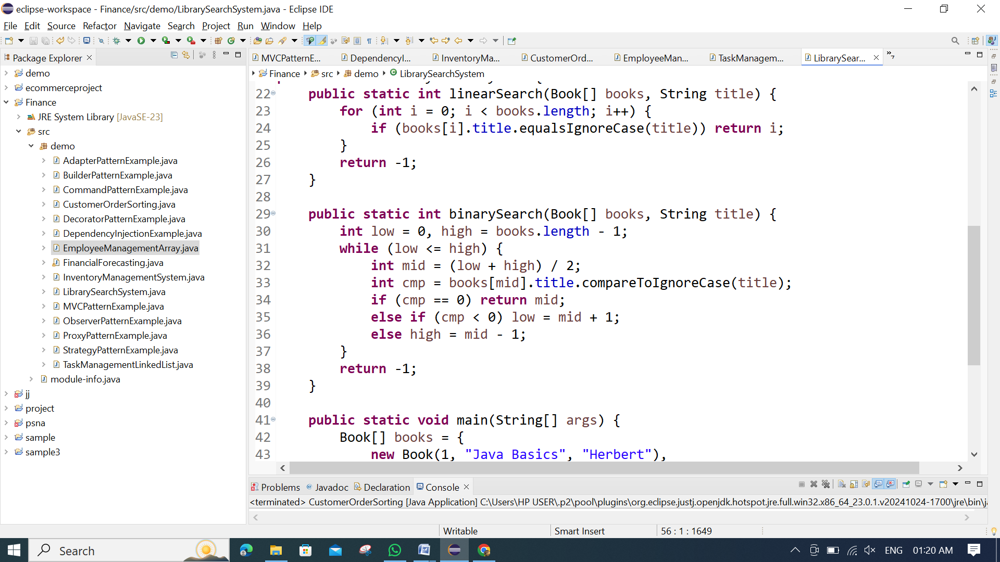 eclipse-workspace - Finance/src/demo/LibrarySearchSystem.java - Eclipse IDE
File Edit Source Refactor Navigate Search Project Run Window Help
Package Explorer
demo
ecommerceproject
Finance
JRE System Library [JavaSE-23]
src
demo
AdapterPatternExample.java
BuilderPatternExample.java
CommandPatternExample.java
CustomerOrderSorting.java
DecoratorPatternExample.java
DependencyInjectionExample.java
EmployeeManagementArray.java
FinancialForecasting.java
InventoryManagementSystem.java
LibrarySearchSystem.java
MVCPatternExample.java
ObserverPatternExample.java
ProxyPatternExample.java
StrategyPatternExample.java
TaskManagementLinkedList.java
module-info.java
jj
project
psna
sample
sample3
MVCPatternE... DependencyI... InventoryMa... CustomerOrd... EmployeeMan... TaskManagem... LibrarySear... »7
Finance src demo LibrarySearchSystem
22 public static int linearSearch(Book[] books, String title) {
23 for (int i = 0; i < books.length; i++) {
24 if (books[i].title.equalsIgnoreCase(title)) return i;
25 }
26 return -1;
27 }
28
29 public static int binarySearch(Book[] books, String title) {
30 int low = 0, high = books.length - 1;
31 while (low <= high) {
32 int mid = (low + high) / 2;
33 int cmp = books[mid].title.compareToIgnoreCase(title);
34 if (cmp == 0) return mid;
35 else if (cmp < 0) low = mid + 1;
36 else high = mid - 1;
37 }
38 return -1;
39 }
40
41 public static void main(String[] args) {
42 Book[] books = {
43 new Book(1, "Java Basics", "Herbert"),
Problems @ Javadoc Declaration Console
<terminated> CustomerOrderSorting [Java Application] C:\Users\HP USER\.p2\pool\plugins\org.eclipse.justj.openjdk.hotspot.jre.full.win32.x86_64_23.0.1.v20241024-1700\jre\bin\j
Writable Smart Insert 56 : 1 : 1649
Search
ENG 01:20 AM